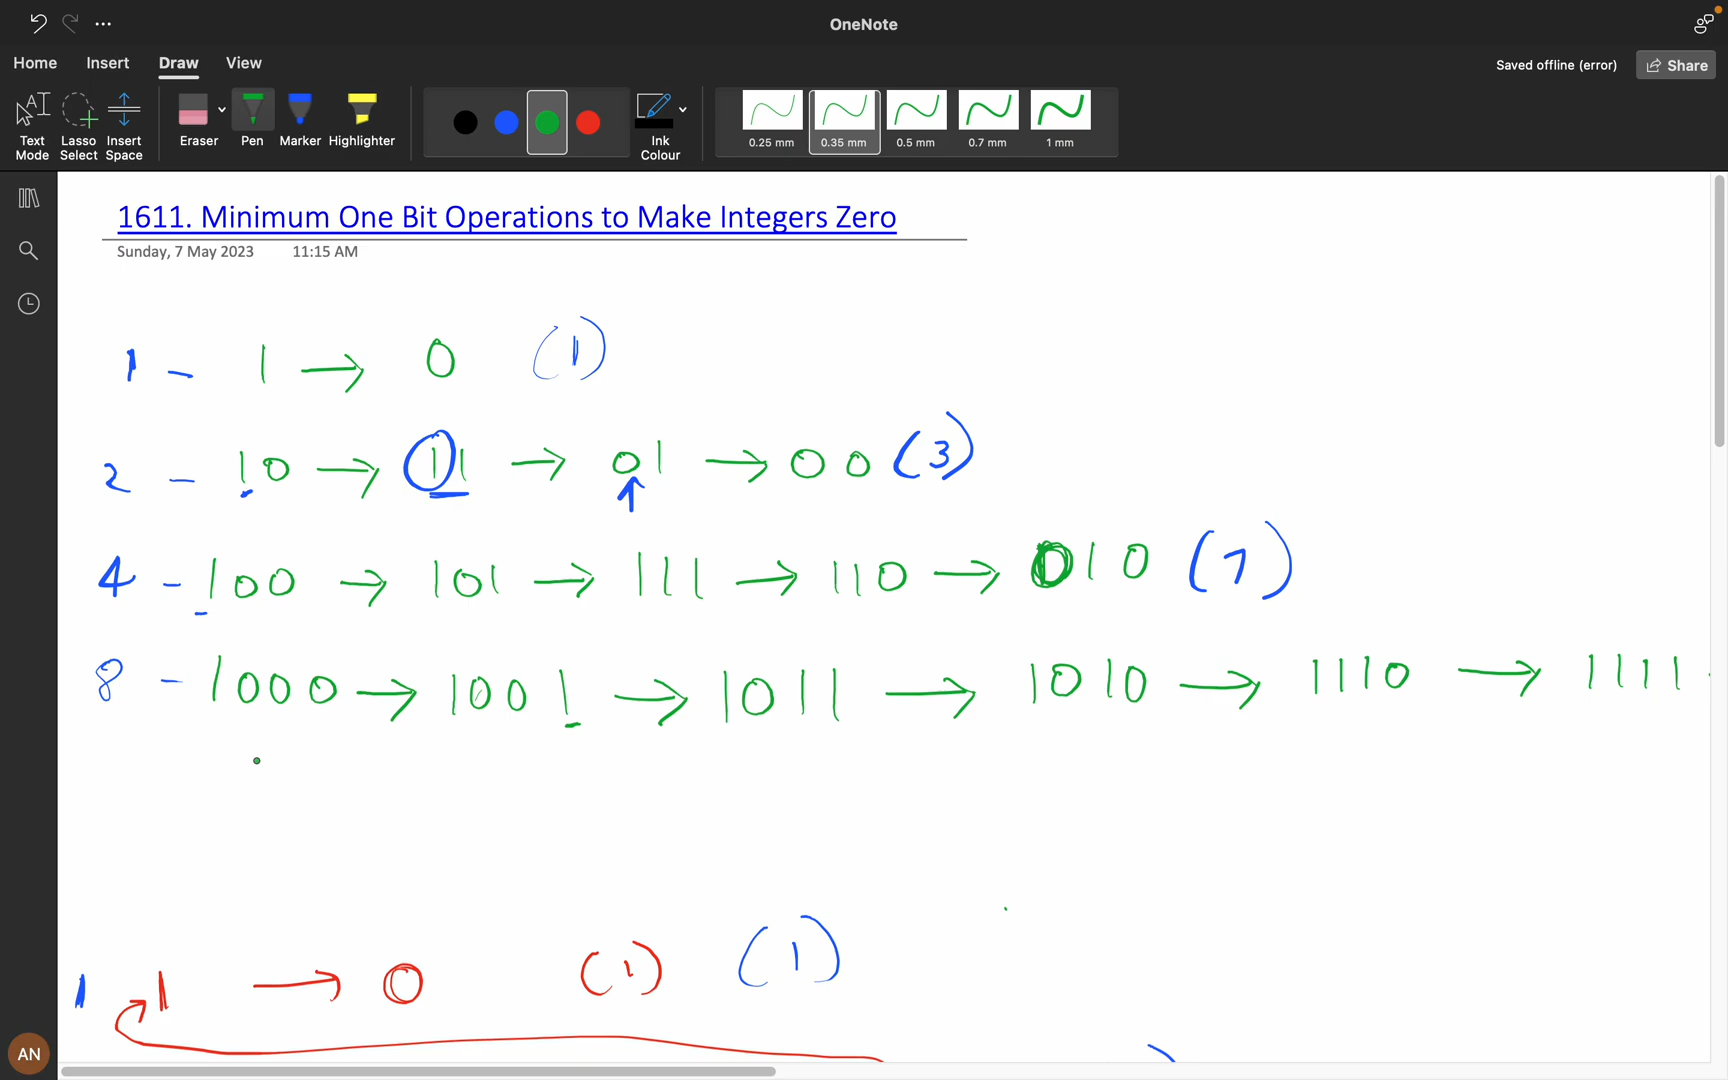 OneNote
Home Insert Draw View
Saved offline (error) Share
Text Mode
Lasso Select
Insert Space
Eraser
Pen
Marker
Highlighter
Ink Colour
0.25 mm 0.35 mm 0.5 mm 0.7 mm 1 mm
1611. Minimum One Bit Operations to Make Integers Zero
Sunday, 7 May 2023 11:15 AM
1 - 1 → 0 (1)
2 - 10 → 11 → 01 → 00 (3)
4 - 100 → 101 → 111 → 110 → 010 (7)
8 - 1000 → 1001 → 1011 → 1010 → 1110 → 1111
1 1 → 0 (1) (1)
AN